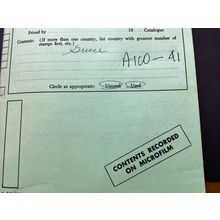 Priced by 19 Catalogue
Contents: (If more than one country, list country with greatest number of
stamps first, etc.)
Greece
A100-41
Circle as appropriate: Unused Used
CONTENTS RECORDED
ON MICROFILM